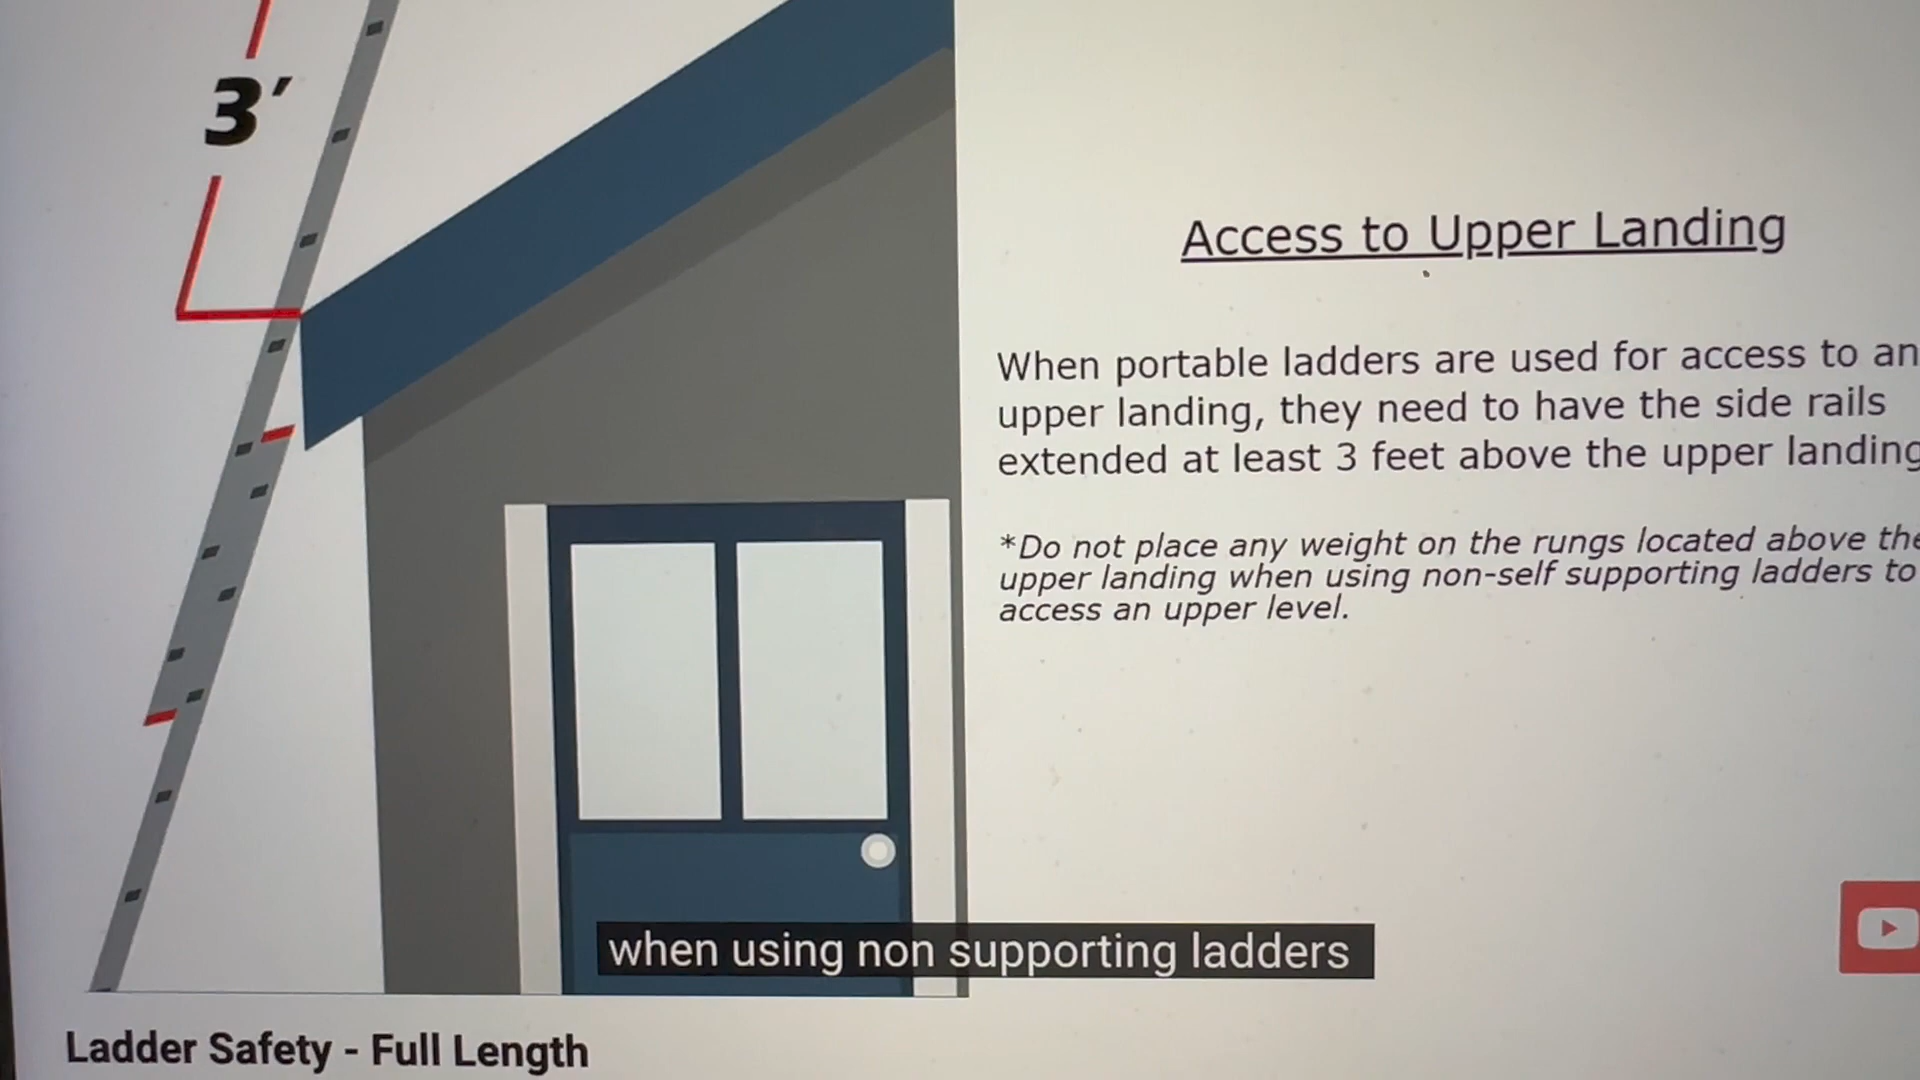 3'
Access to Upper Landing
When portable ladders are used for access to an
upper landing, they need to have the side rails
extended at least 3 feet above the upper landing
*Do not place any weight on the rungs located above the
upper landing when using non-self supporting ladders to
access an upper level.
when using non supporting ladders
Ladder Safety - Full Length